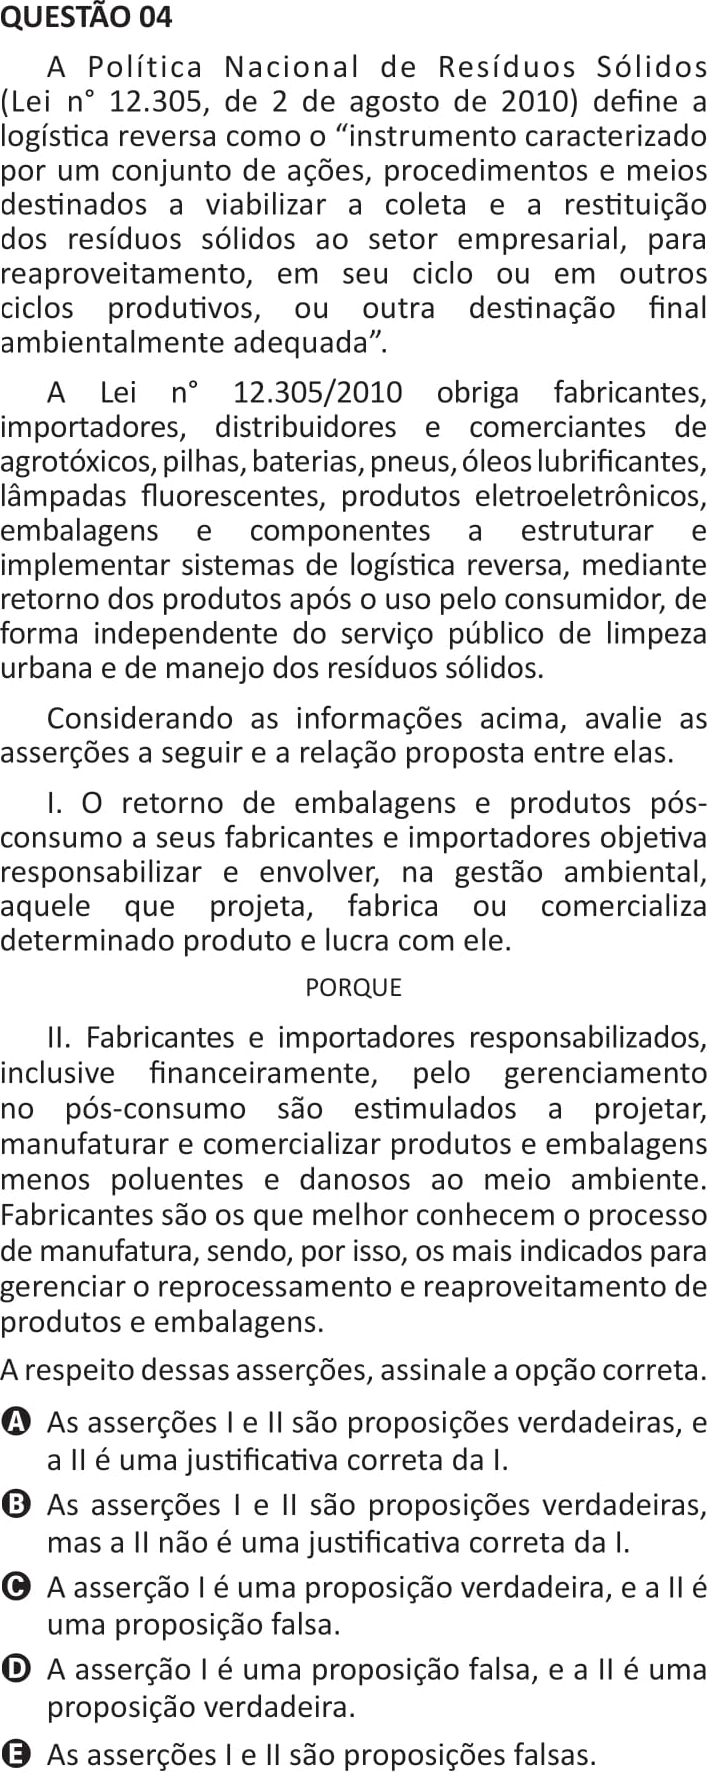 QUESTÃO 04
A Política Nacional de Resíduos Sólidos
(Lei n° 12.305, de 2 de agosto de 2010) define a
logística reversa como o “instrumento caracterizado
por um conjunto de ações, procedimentos e meios
destinados a viabilizar a coleta e a restituição
dos resíduos sólidos ao setor empresarial, para
reaproveitamento, em seu ciclo ou em outros
ciclos produtivos, ou outra destinação final
ambientalmente adequada”.
A Lei n° 12.305/2010 obriga fabricantes,
importadores, distribuidores e comerciantes de
agrotóxicos, pilhas, baterias, pneus, óleos lubrificantes,
lâmpadas fluorescentes, produtos eletroeletrônicos,
embalagens e componentes a estruturar e
implementar sistemas de logística reversa, mediante
retorno dos produtos após o uso pelo consumidor, de
forma independente do serviço público de limpeza
urbana e de manejo dos resíduos sólidos.
Considerando as informações acima, avalie as
asserções a seguir e a relação proposta entre elas.
I. O retorno de embalagens e produtos pós-
consumo a seus fabricantes e importadores objetiva
responsabilizar e envolver, na gestão ambiental,
aquele que projeta, fabrica ou comercializa
determinado produto e lucra com ele.
PORQUE
II. Fabricantes e importadores responsabilizados,
inclusive financeiramente, pelo gerenciamento
no pós-consumo são estimulados a projetar,
manufaturar e comercializar produtos e embalagens
menos poluentes e danosos ao meio ambiente.
Fabricantes são os que melhor conhecem o processo
de manufatura, sendo, por isso, os mais indicados para
gerenciar o reprocessamento e reaproveitamento de
produtos e embalagens.
A respeito dessas asserções, assinale a opção correta.
A As asserções I e II são proposições verdadeiras, e
a II é uma justificativa correta da I.
B As asserções I e II são proposições verdadeiras,
mas a II não é uma justificativa correta da I.
C A asserção I é uma proposição verdadeira, e a II é
uma proposição falsa.
D A asserção I é uma proposição falsa, e a II é uma
proposição verdadeira.
E As asserções I e II são proposições falsas.